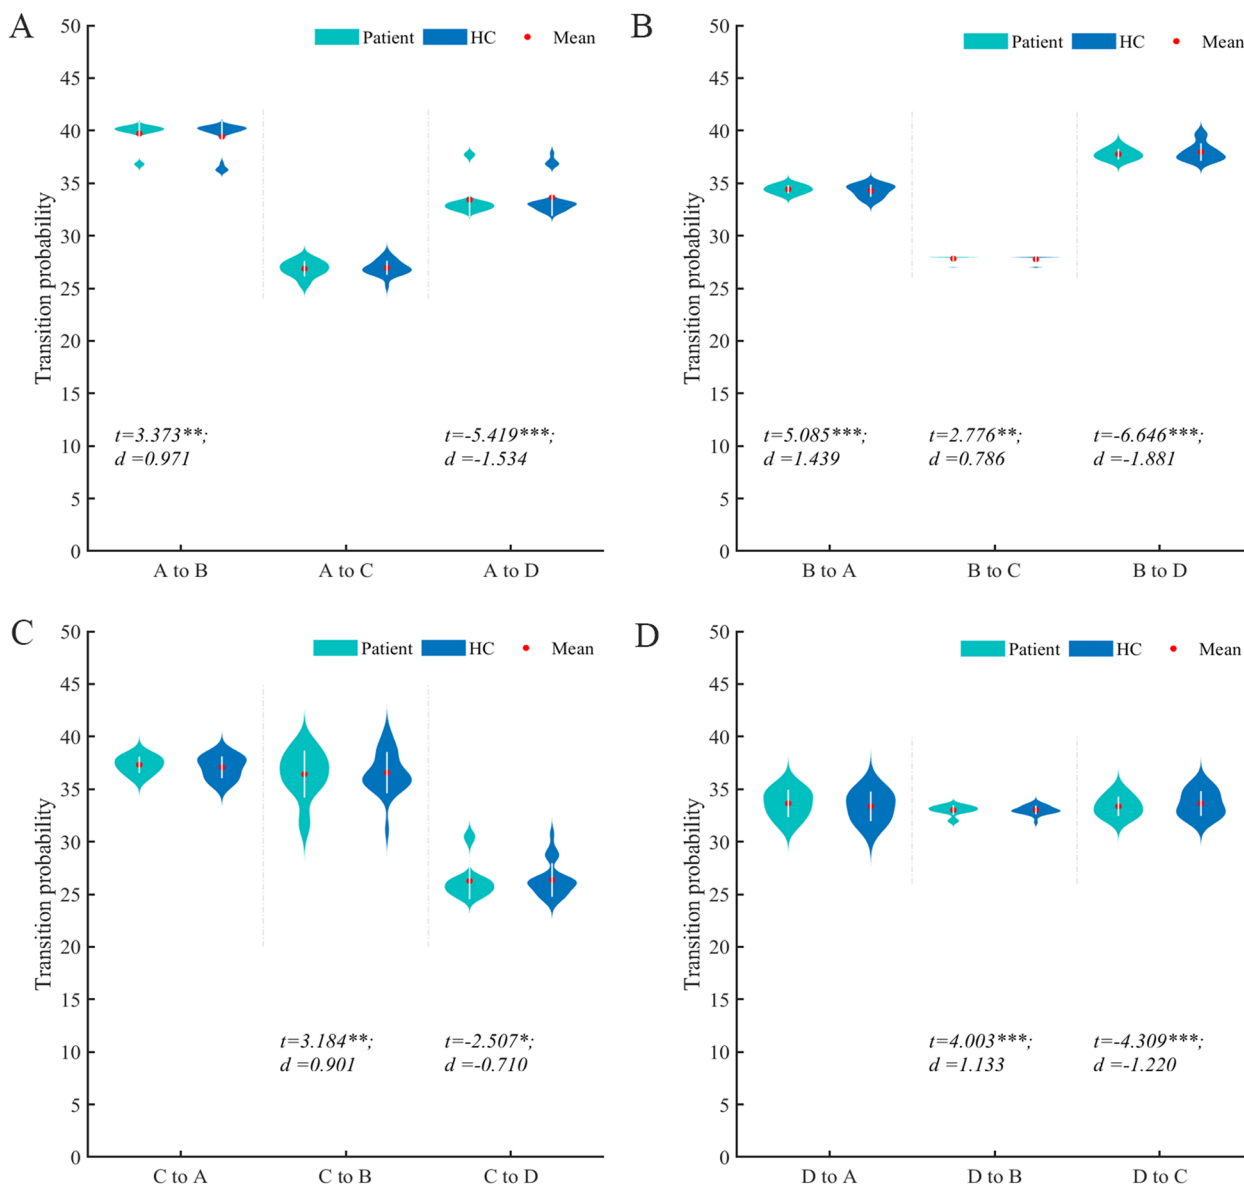 A
Patient HC Mean
Transition probability
50
45
40
35
30
25
20
15
10
5
0
t=3.373**;
d =0.971
t=-5.419***;
d =-1.534
A to B A to C A to D
B
Patient HC Mean
Transition probability
50
45
40
35
30
25
20
15
10
5
0
t=5.085***;
d =1.439
t=2.776**;
d =0.786
t=-6.646***;
d =-1.881
B to A B to C B to D
C
Patient HC Mean
Transition probability
50
45
40
35
30
25
20
15
10
5
0
t=3.184**;
d =0.901
t=-2.507*;
d =-0.710
C to A C to B C to D
D
Patient HC Mean
Transition probability
50
45
40
35
30
25
20
15
10
5
0
t=4.003***;
d =1.133
t=-4.309***;
d =-1.220
D to A D to B D to C